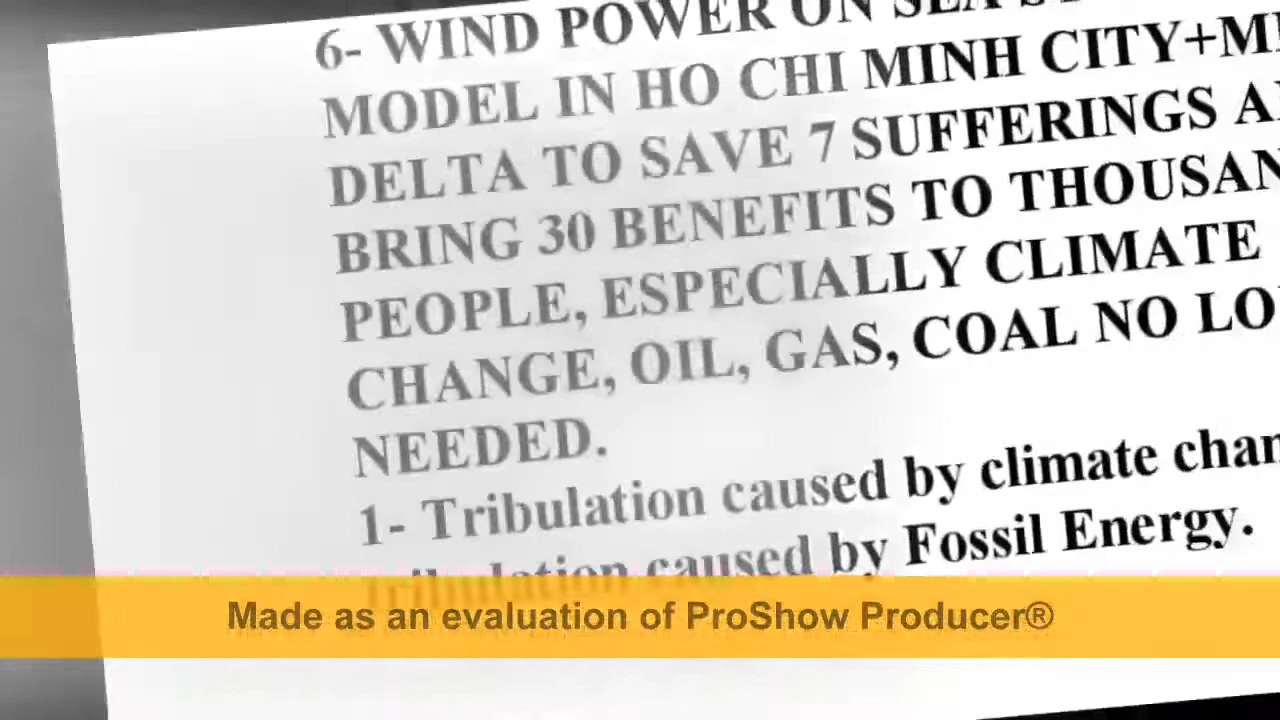 6- WIND POWER ON
MODEL IN HO CHI MINH CITY+
DELTA TO SAVE 7 SUFFERINGS
BRING 30 BENEFITS TO
PEOPLE, ESPECIALLY CLIMATE
CHANGE, OIL, GAS, COAL NO
NEEDED.
1- Tribulation caused by climate
caused by Fossil Energy.
Made as an evaluation of ProShow Producer®